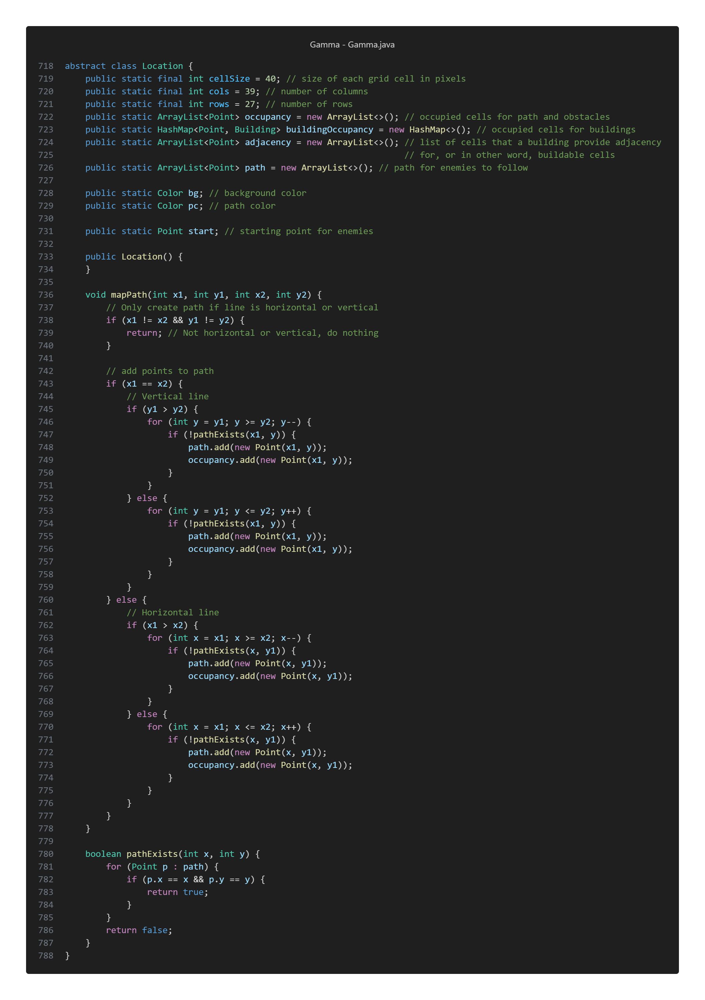 Gamma - Gamma.java
718 abstract class Location {
719     public static final int cellSize = 40; // size of each grid cell in pixels
720     public static final int cols = 39; // number of columns
721     public static final int rows = 27; // number of rows
722     public static ArrayList<Point> occupancy = new ArrayList<>(); // occupied cells for path and obstacles
723     public static HashMap<Point, Building> buildingOccupancy = new HashMap<>(); // occupied cells for buildings
724     public static ArrayList<Point> adjacency = new ArrayList<>(); // list of cells that a building provide adjacency
725                                                                   // for, or in other word, buildable cells
726     public static ArrayList<Point> path = new ArrayList<>(); // path for enemies to follow
727
728     public static Color bg; // background color
729     public static Color pc; // path color
730
731     public static Point start; // starting point for enemies
732
733     public Location() {
734     }
735
736     void mapPath(int x1, int y1, int x2, int y2) {
737         // Only create path if line is horizontal or vertical
738         if (x1 != x2 && y1 != y2) {
739             return; // Not horizontal or vertical, do nothing
740         }
741
742         // add points to path
743         if (x1 == x2) {
744             // Vertical line
745             if (y1 > y2) {
746                 for (int y = y1; y >= y2; y--) {
747                     if (!pathExists(x1, y)) {
748                         path.add(new Point(x1, y));
749                         occupancy.add(new Point(x1, y));
750                     }
751                 }
752             } else {
753                 for (int y = y1; y <= y2; y++) {
754                     if (!pathExists(x1, y)) {
755                         path.add(new Point(x1, y));
756                         occupancy.add(new Point(x1, y));
757                     }
758                 }
759             }
760         } else {
761             // Horizontal line
762             if (x1 > x2) {
763                 for (int x = x1; x >= x2; x--) {
764                     if (!pathExists(x, y1)) {
765                         path.add(new Point(x, y1));
766                         occupancy.add(new Point(x, y1));
767                     }
768                 }
769             } else {
770                 for (int x = x1; x <= x2; x++) {
771                     if (!pathExists(x, y1)) {
772                         path.add(new Point(x, y1));
773                         occupancy.add(new Point(x, y1));
774                     }
775                 }
776             }
777         }
778     }
779
780     boolean pathExists(int x, int y) {
781         for (Point p : path) {
782             if (p.x == x && p.y == y) {
783                 return true;
784             }
785         }
786         return false;
787     }
788 }